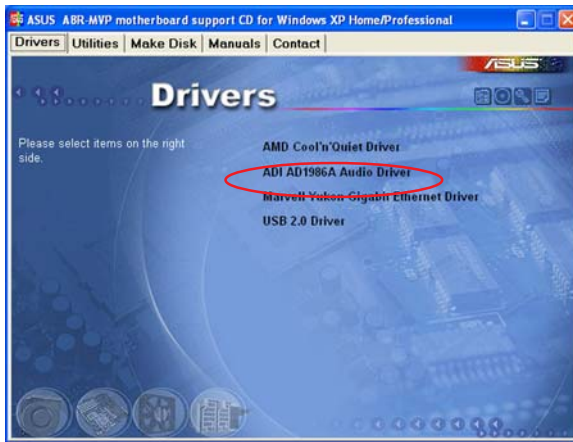 ASUS A8R-MVP motherboard support CD for Windows XP Home/Professional
Drivers Utilities Make Disk Manuals Contact
ASUS
Drivers
Please select items on the right
side.
AMD Cool'n'Quiet Driver
ADI AD1986A Audio Driver
Marvell Yukon Gigabit Ethernet Driver
USB 2.0 Driver